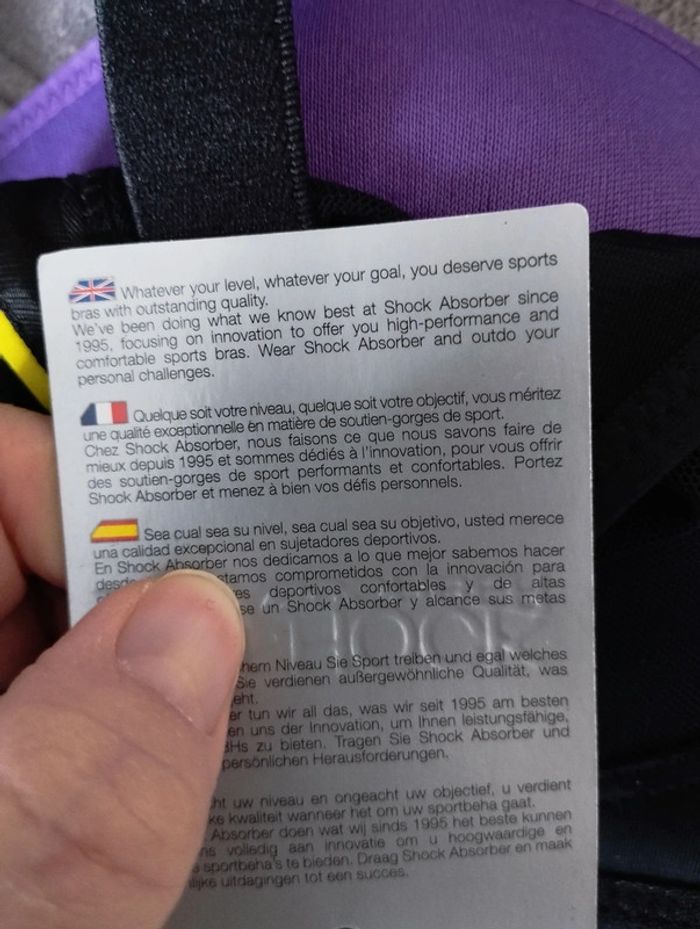 Whatever your level, whatever your goal, you deserve sports
bras with outstanding quality.
We've been doing what we know best at Shock Absorber since
1995, focusing on innovation to offer you high-performance and
comfortable sports bras. Wear Shock Absorber and outdo your
personal challenges.
Quelque soit votre niveau, quelque soit votre objectif, vous méritez
une qualité exceptionnelle en matière de soutien-gorges de sport.
Chez Shock Absorber, nous faisons ce que nous savons faire de
mieux depuis 1995 et sommes dédiés à l'innovation, pour vous offrir
des soutien-gorges de sport performants et confortables. Portez
Shock Absorber et menez à bien vos défis personnels.
Sea cual sea su nivel, sea cual sea su objetivo, usted merece
una calidad excepcional en sujetadores deportivos.
En Shock Absorber nos dedicamos a lo que mejor sabemos hacer
comprometidos con la innovación para
deportivos confortables y de altas
un Shock Absorber y alcance sus metas
SHOCK
Niveau Sie Sport treiben und egal welches
Sie verdienen außergewöhnliche Qualität, was
tun wir all das, was wir seit 1995 am besten
uns der Innovation, um Ihnen leistungsfähige,
BHs zu bieten. Tragen Sie Shock Absorber und
persönlichen Herausforderungen.
uw niveau en ongeacht uw objectief, u verdient
kwaliteit wanneer het om uw sportbeha gaat.
Absorber doen wat wij sinds 1995 het beste kunnen
volledig aan innovatie om u hoogwaardige en
sportbeha's te bieden. Draag Shock Absorber en maak
uitdagingen tot een succes.